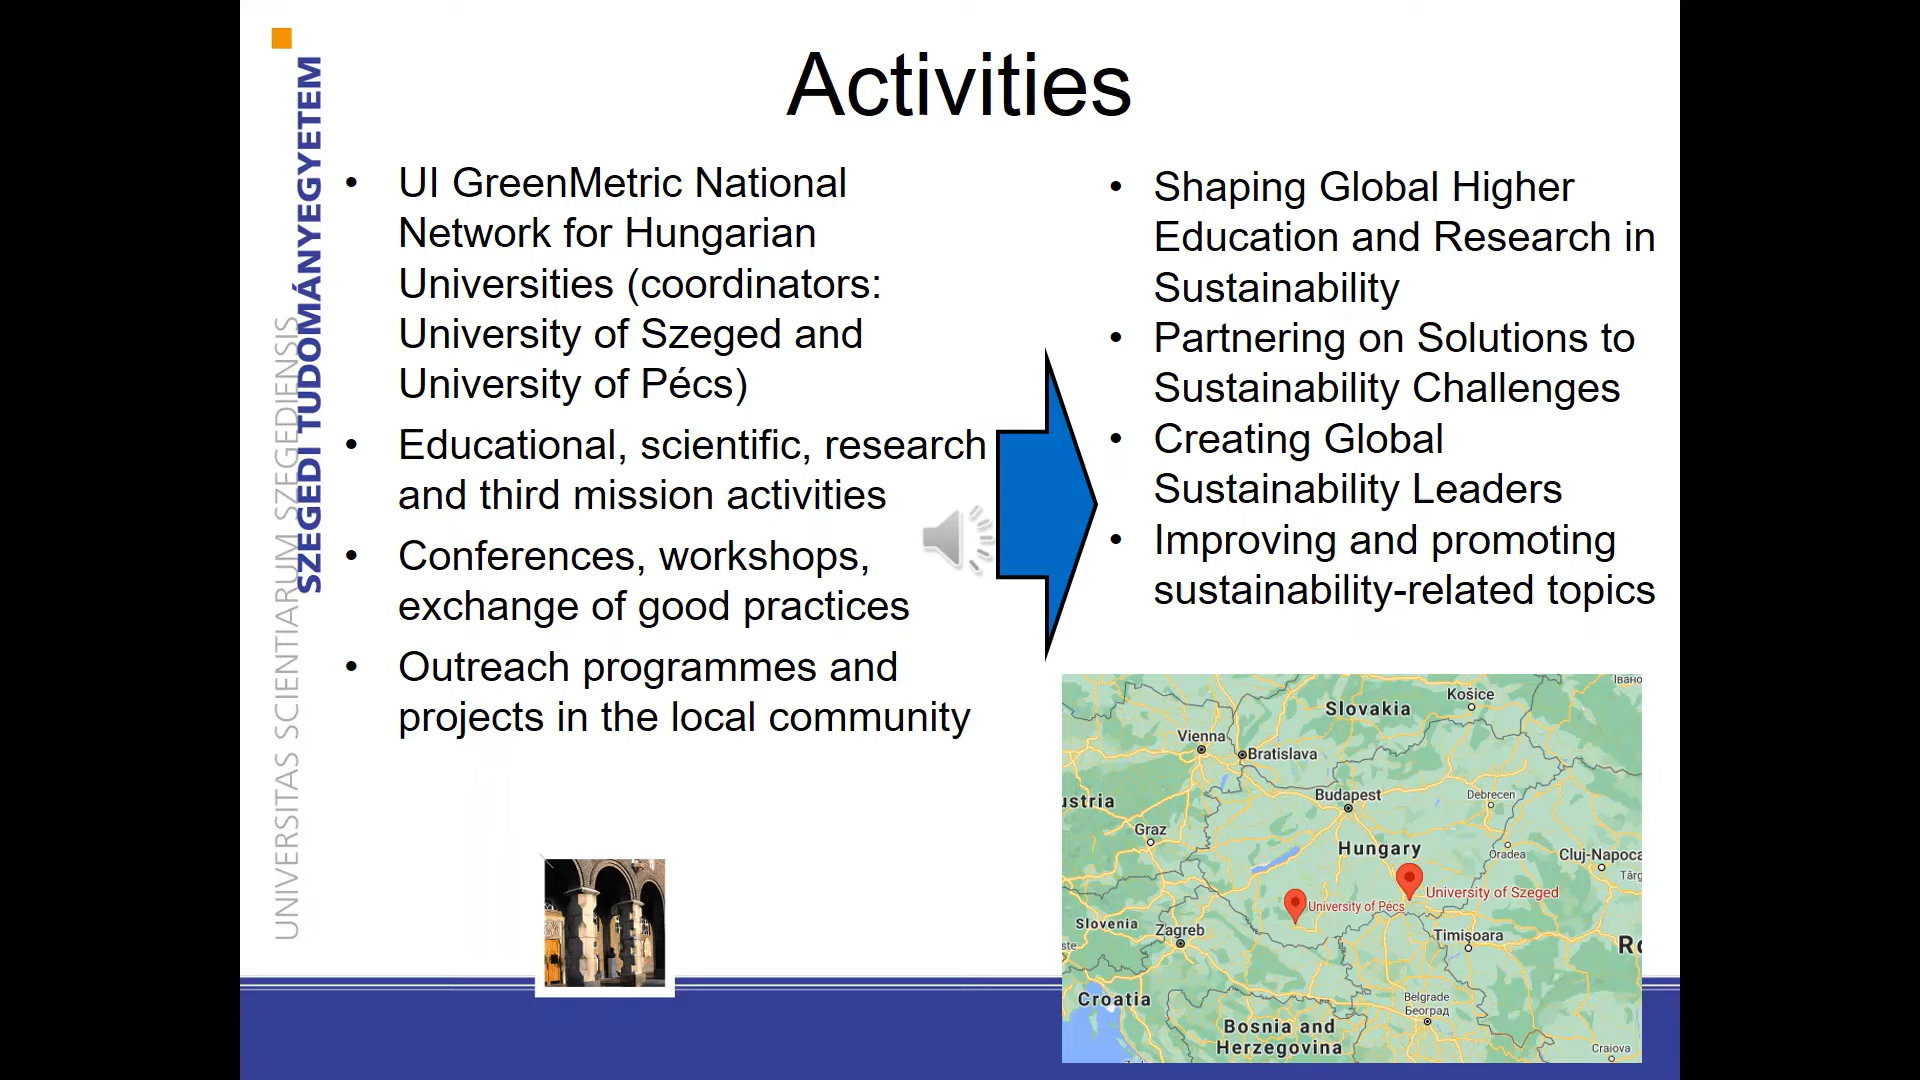 Activities
SZEGEDI TUDOMÁNYEGYETEM
UNIVERSITAS SCIENTIARUM SZEGEDIENSIS
• UI GreenMetric National
Network for Hungarian
Universities (coordinators:
University of Szeged and
University of Pécs)
• Educational, scientific, research
and third mission activities
• Conferences, workshops,
exchange of good practices
• Outreach programmes and
projects in the local community
• Shaping Global Higher
Education and Research in
Sustainability
• Partnering on Solutions to
Sustainability Challenges
• Creating Global
Sustainability Leaders
• Improving and promoting
sustainability-related topics
Івано
Košice
Slovakia
Vienna
Bratislava
ustria
Budapest
Debrecen
Graz
Hungary
Oradea
Cluj-Napoca
Târg
University of Szeged
University of Pécs
Slovenia
Zagreb
Timișoara
ste
Ro
Croatia
Belgrade
Београд
Bosnia and
Herzegovina
Craiova